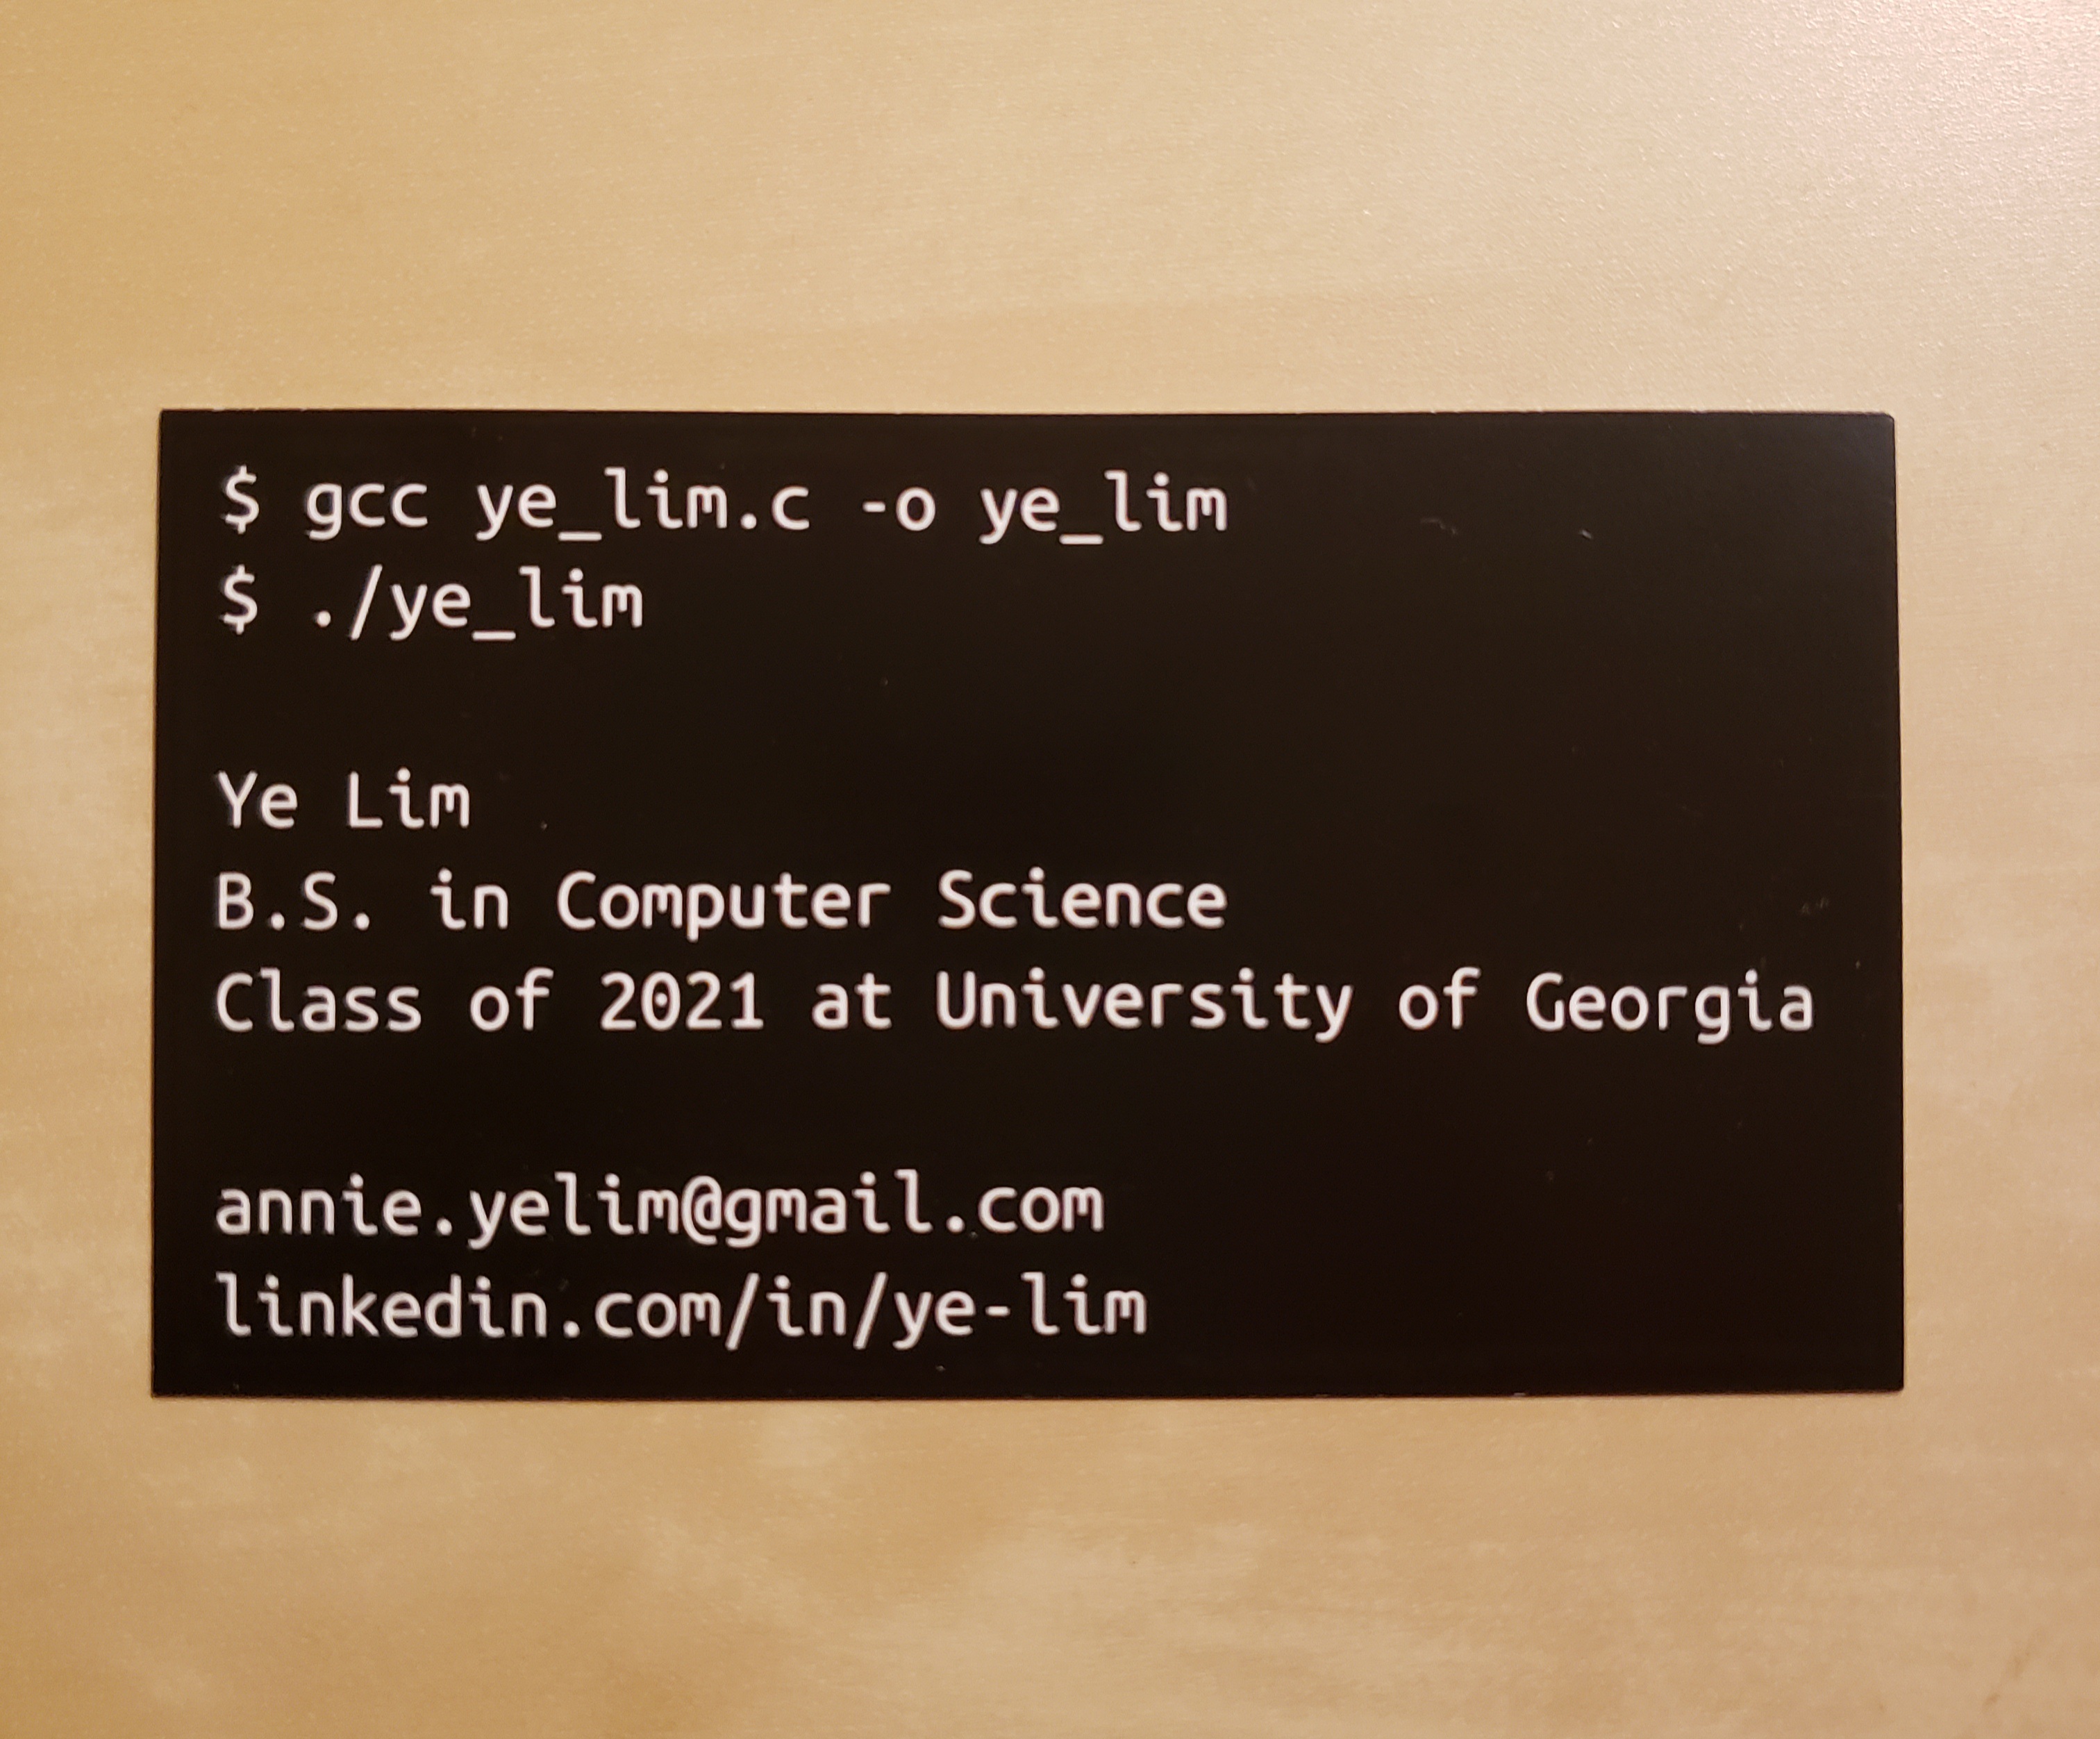 $ gcc ye_lim.c -o ye_lim
$ ./ye_lim
Ye Lim
B.S. in Computer Science
Class of 2021 at University of Georgia
annie.yelim@gmail.com
linkedin.com/in/ye-lim